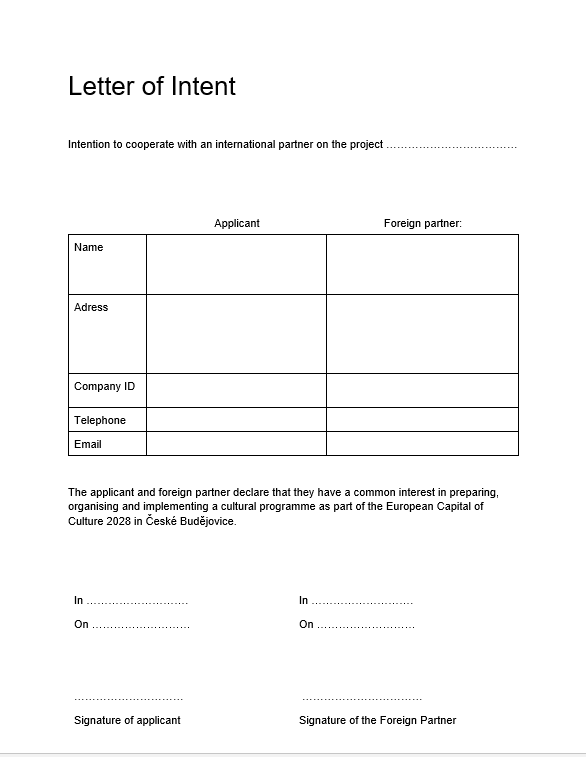 Letter of Intent
Intention to cooperate with an international partner on the project ………………………………
Applicant Foreign partner:
Name
Adress
Company ID
Telephone
Email
The applicant and foreign partner declare that they have a common interest in preparing,
organising and implementing a cultural programme as part of the European Capital of
Culture 2028 in České Budějovice.
In ………………………. In ……………………….
On ……………………… On ………………………
………………………… ……………………………
Signature of applicant Signature of the Foreign Partner